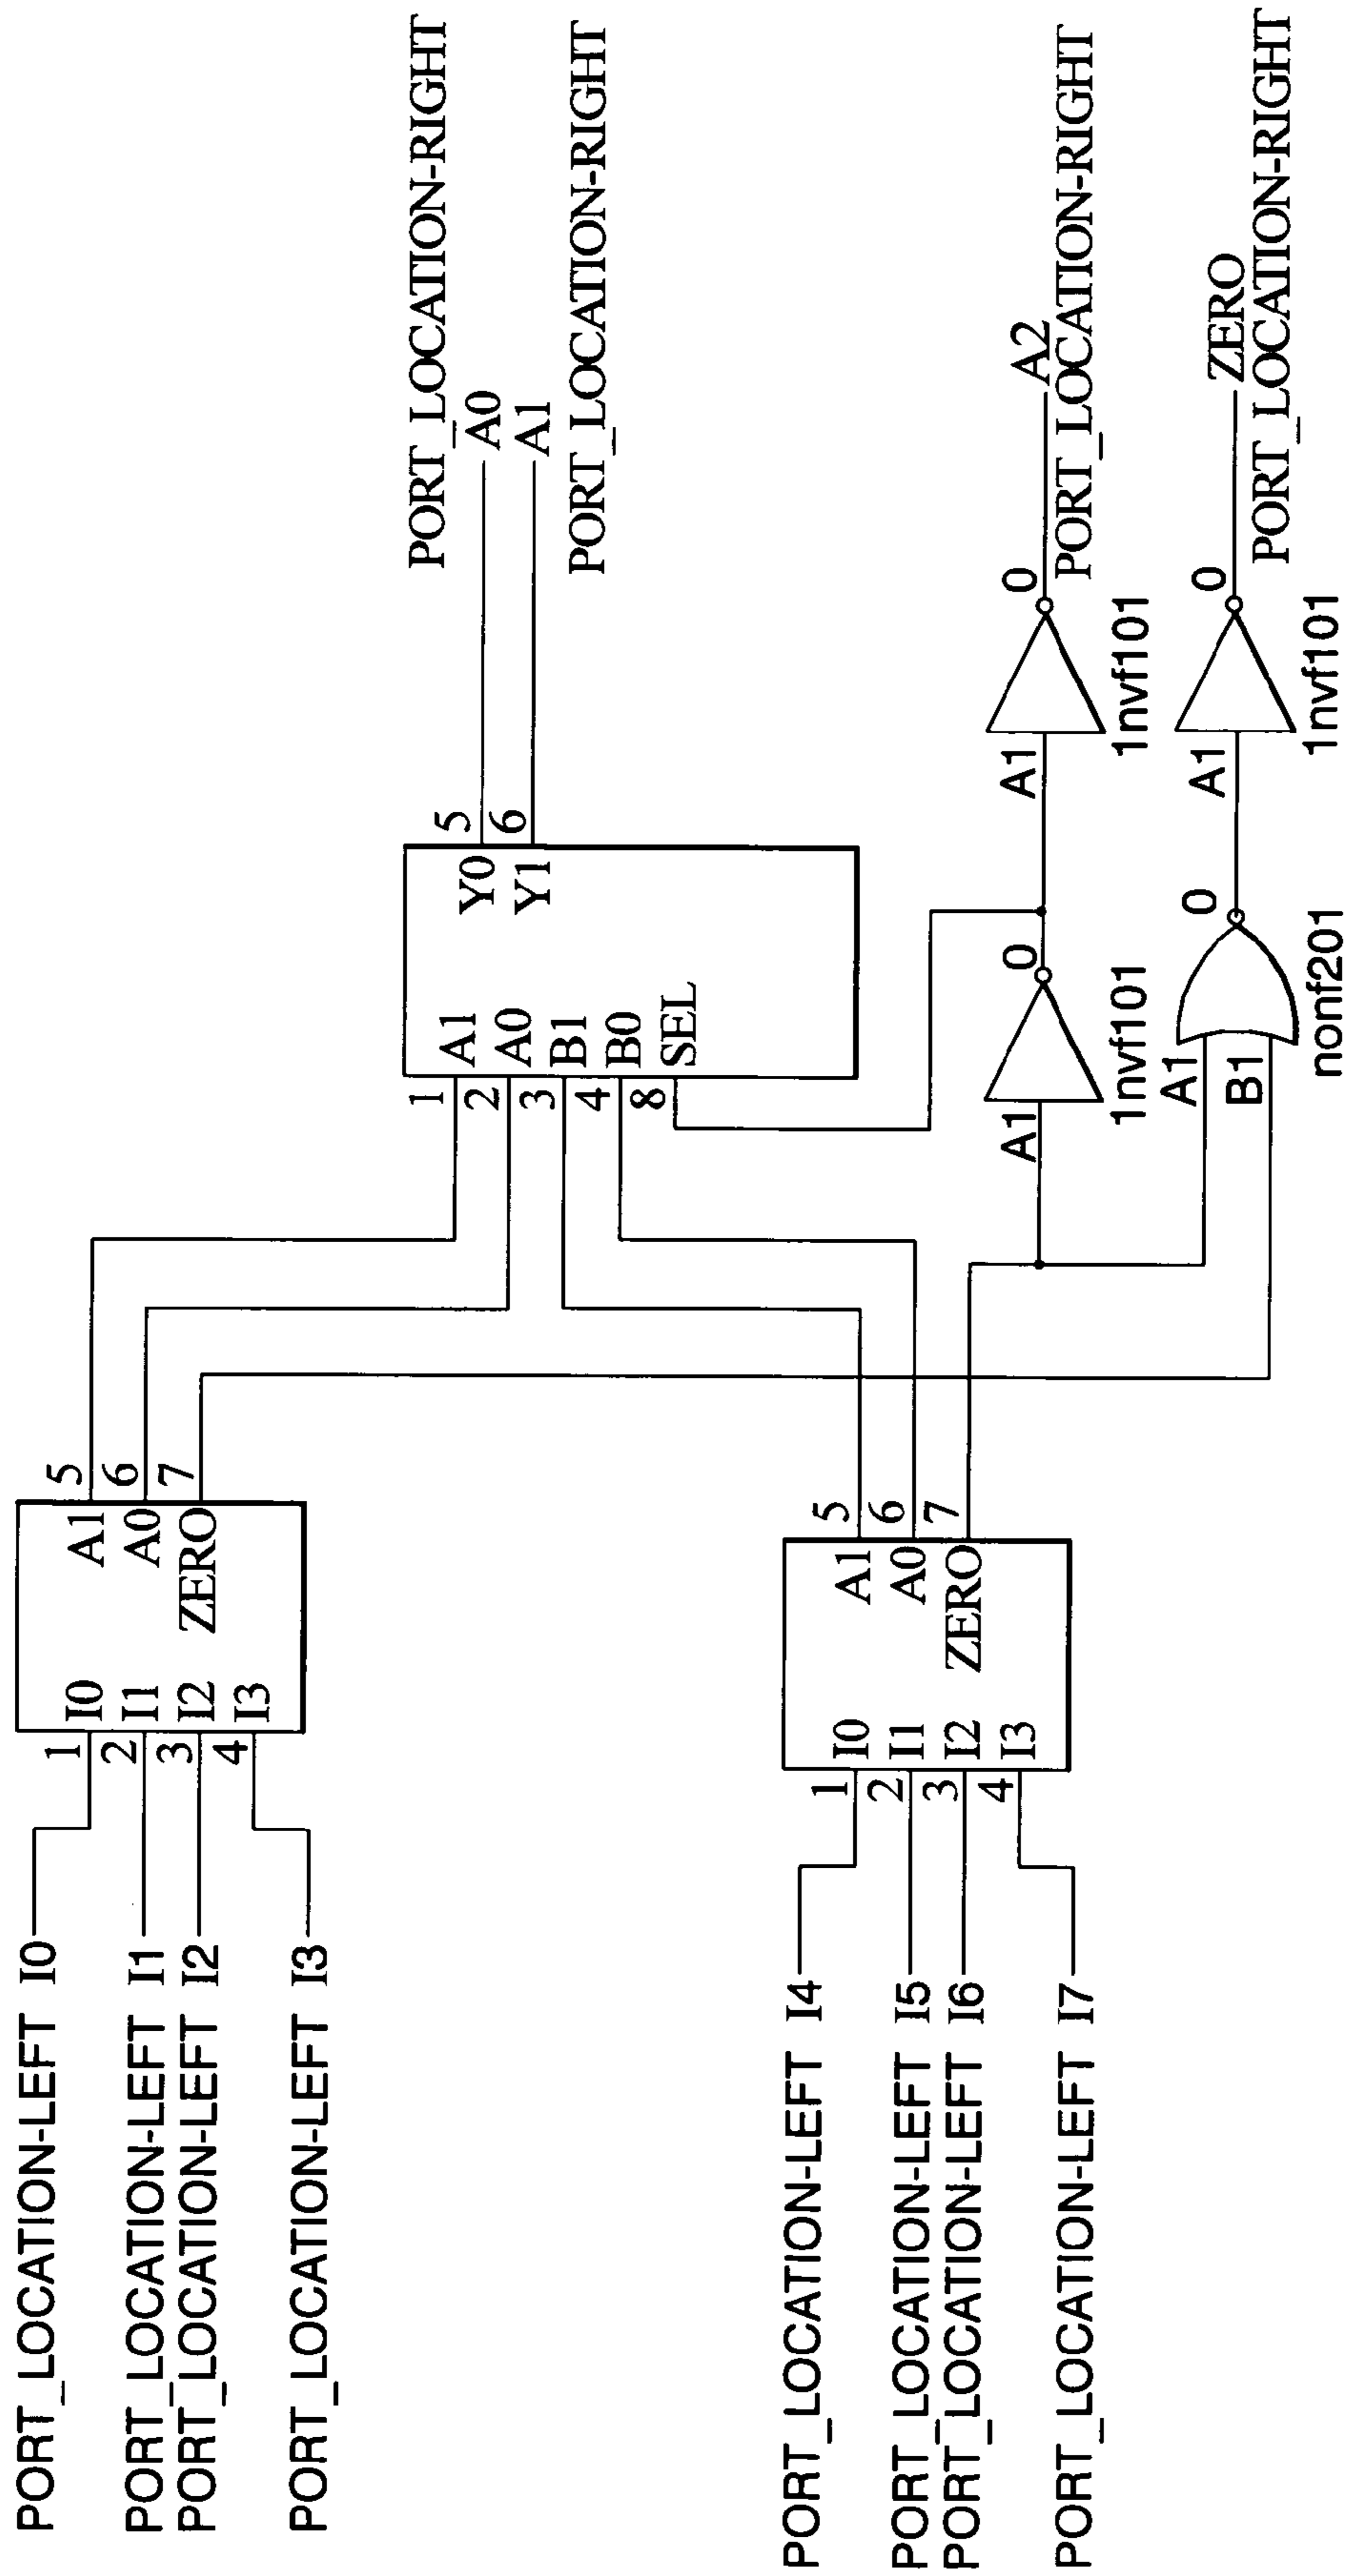 PORT_LOCATION-LEFT I0
PORT_LOCATION-LEFT I1
PORT_LOCATION-LEFT I2
PORT_LOCATION-LEFT I3
1 I0
2 I1
3 I2
4 I3
A1 5
A0 6
ZERO 7
PORT_LOCATION-LEFT I4
PORT_LOCATION-LEFT I5
PORT_LOCATION-LEFT I6
PORT_LOCATION-LEFT I7
1 I0
2 I1
3 I2
4 I3
A1 5
A0 6
ZERO 7
1 A1
2 A0
3 B1
4 B0
8 SEL
Y0 5
Y1 6
PORT_LOCATION-RIGHT
A0
A1
PORT_LOCATION-RIGHT
A1
0
1nvf101
A1
0
1nvf101
A2
PORT_LOCATION-RIGHT
A1
B1
0
nonf201
A1
0
1nvf101
ZERO
PORT_LOCATION-RIGHT